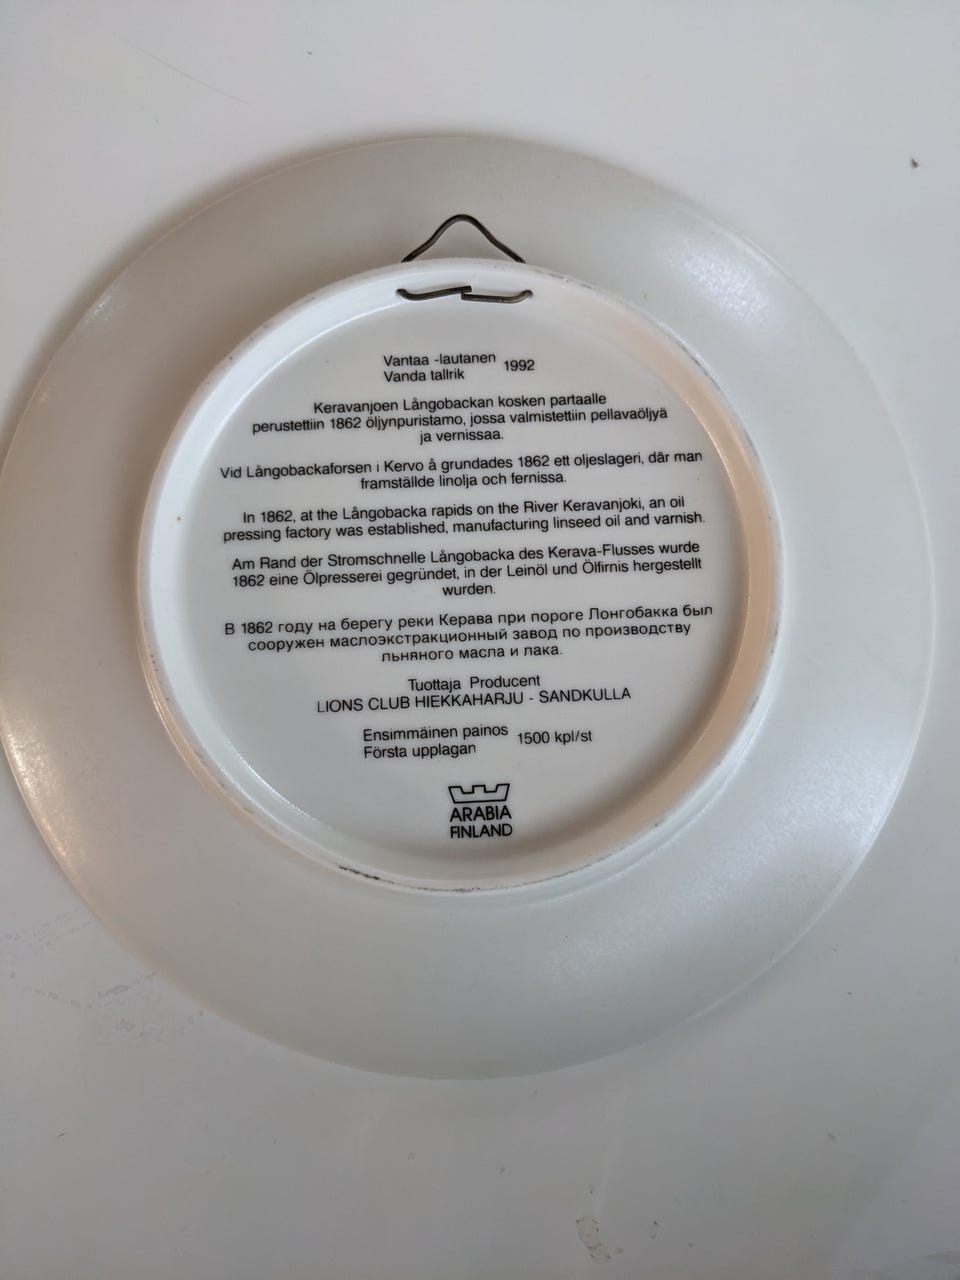 Vantaa -lautanen 1992
Vanda tallrik
Keravanjoen Långobackan kosken partaalle
perustettiin 1862 öljynpuristamo, jossa valmistettiin pellavaöljyä
ja vernissaa.
Vid Långobackaforsen i Kervo å grundades 1862 ett oljeslageri, där man
framställde linolja och fernissa.
In 1862, at the Långobacka rapids on the River Keravanjoki, an oil
pressing factory was established, manufacturing linseed oil and varnish.
Am Rand der Stromschnelle Långobacka des Kerava-Flusses wurde
1862 eine Ölpresserei gegründet, in der Leinöl und Ölfirnis hergestellt
wurden.
В 1862 году на берегу реки Керава при пороге Лонгобакка был
сооружен маслоэкстракционный завод по производству
льняного масла и лака.
Tuottaja Producent
LIONS CLUB HIEKKAHARJU - SANDKULLA
Ensimmäinen painos 1500 kpl/st
Första upplagan
ARABIA
FINLAND